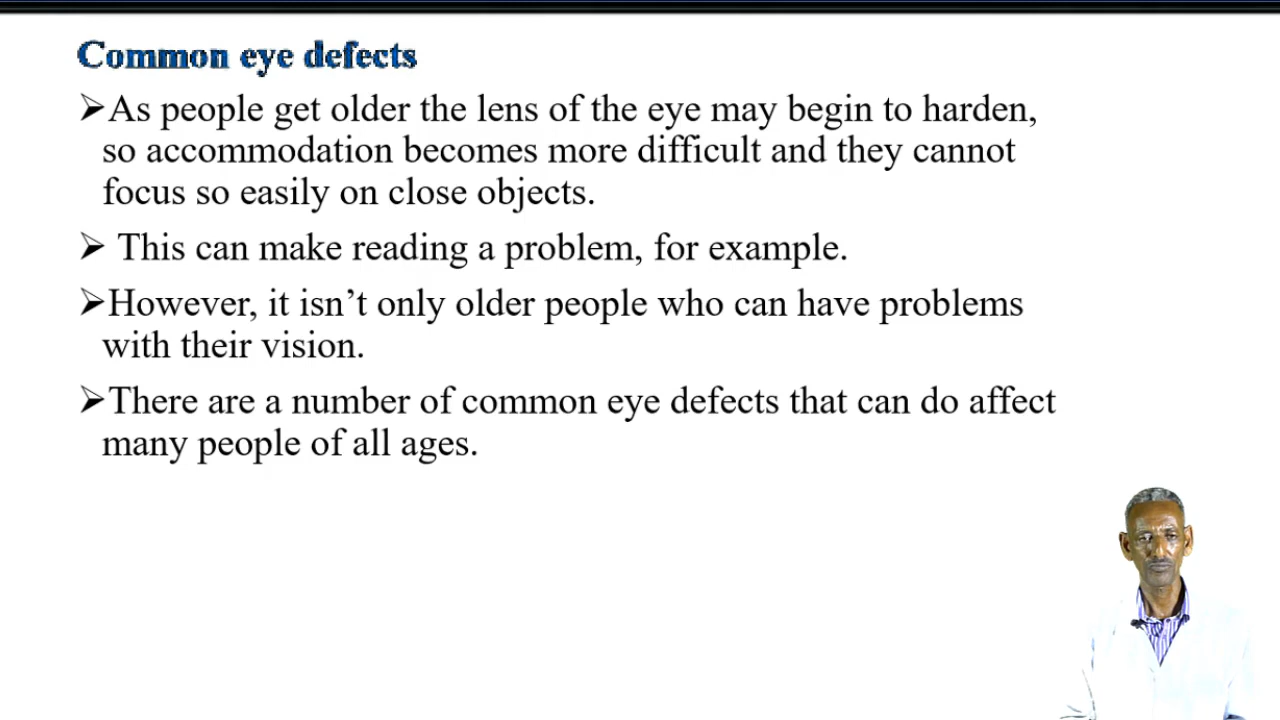 Common eye defects
➢As people get older the lens of the eye may begin to harden,
so accommodation becomes more difficult and they cannot
focus so easily on close objects.
➢ This can make reading a problem, for example.
➢However, it isn’t only older people who can have problems
with their vision.
➢There are a number of common eye defects that can do affect
many people of all ages.